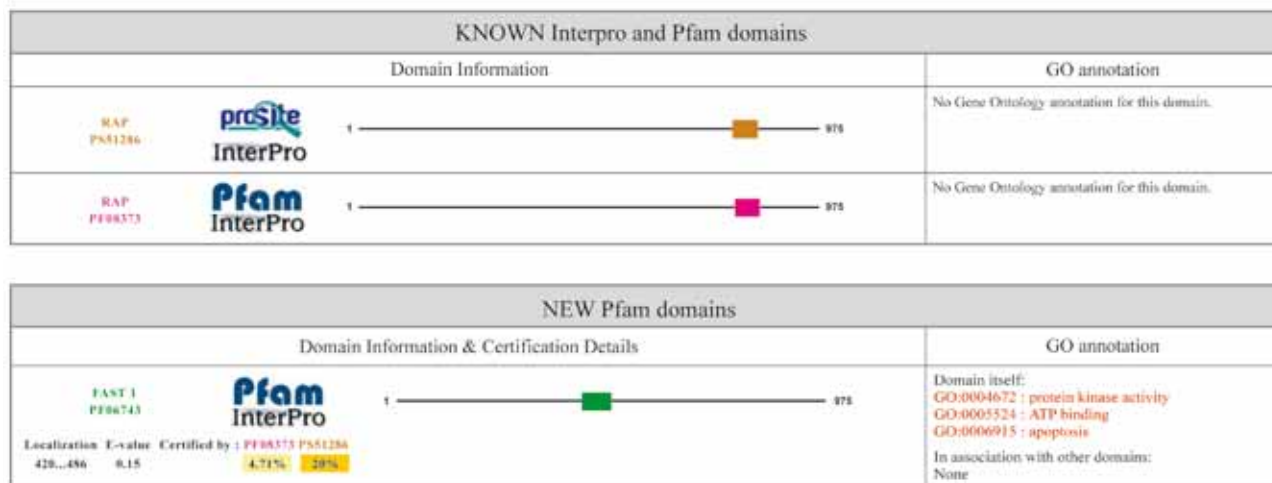 KNOWN Interpro and Pfam domains
Domain Information
GO annotation
RAP
PS51286
prosite
InterPro
1
975
No Gene Ontology annotation for this domain.
RAP
PF08373
Pfam
InterPro
1
975
No Gene Ontology annotation for this domain.
NEW Pfam domains
Domain Information & Certification Details
GO annotation
FAST 1
PF06743
Pfam
InterPro
1
975
Localization E-value Certified by : PF08373 PS51286
420...486 0.15 4.71% 20%
Domain itself:
GO:0004672 : protein kinase activity
GO:0005524 : ATP binding
GO:0006915 : apoptosis
In association with other domains:
None